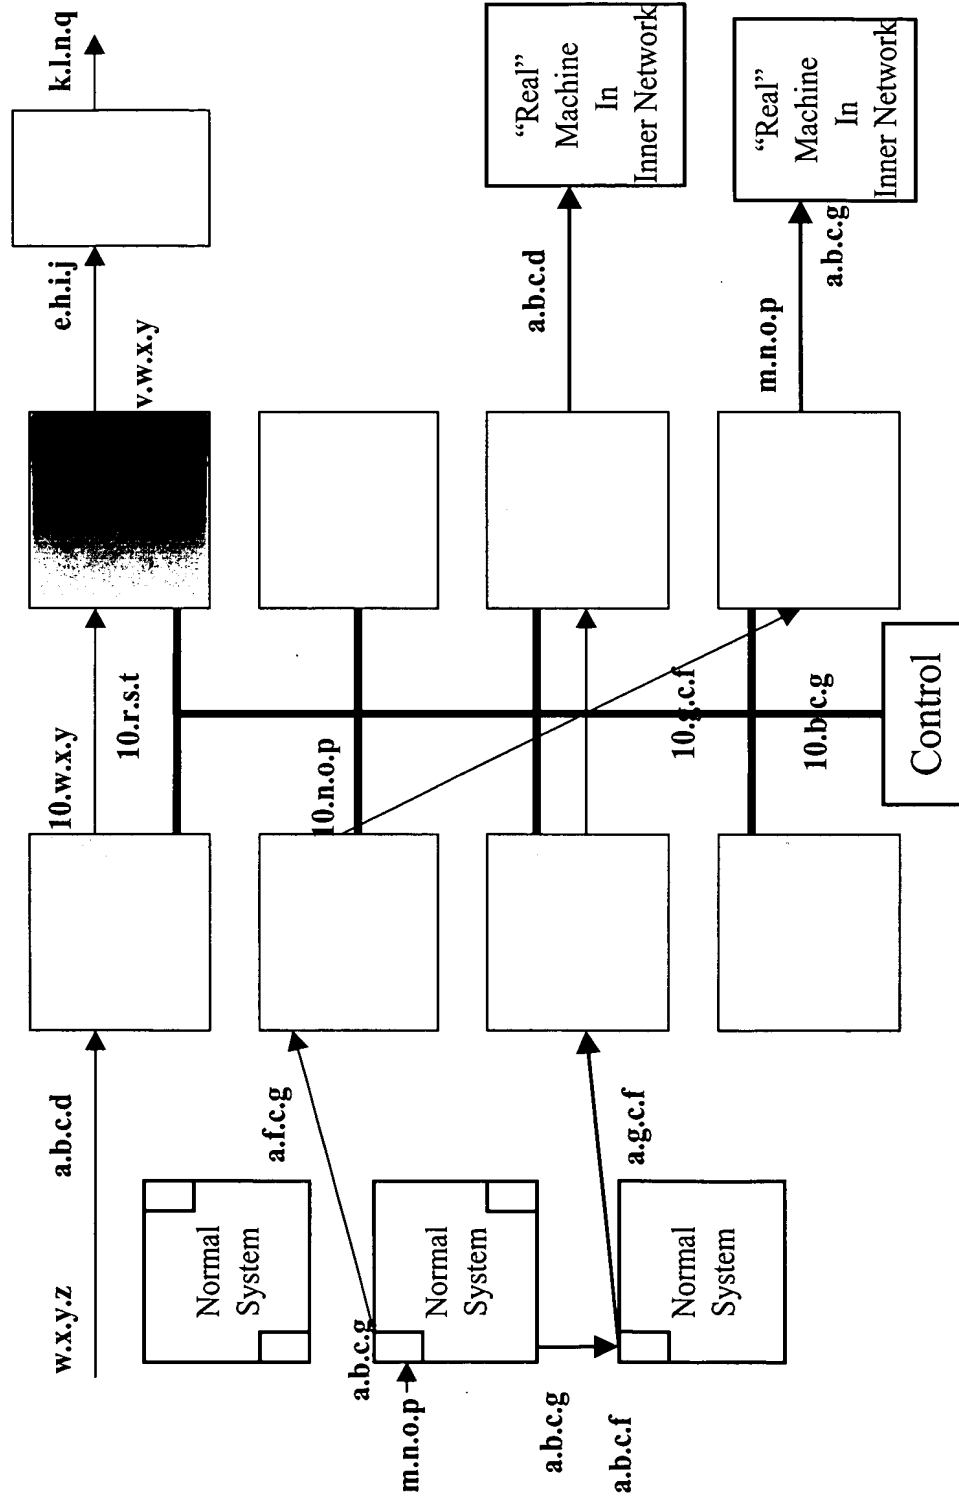 w.x.y.z
a.b.c.d
10.w.x.y
10.r.s.t
e.h.i.j
v.w.x.y
k.l.n.q
Normal
System
a.f.c.g
10.n.o.p
a.b.c.g
m.n.o.p
Normal
System
a.b.c.g
a.b.c.f
Normal
System
a.g.c.f
a.b.c.d
"Real"
Machine
In
Inner Network
10.g.c.f
10.b.c.g
m.n.o.p
a.b.c.g
"Real"
Machine
In
Inner Network
Control